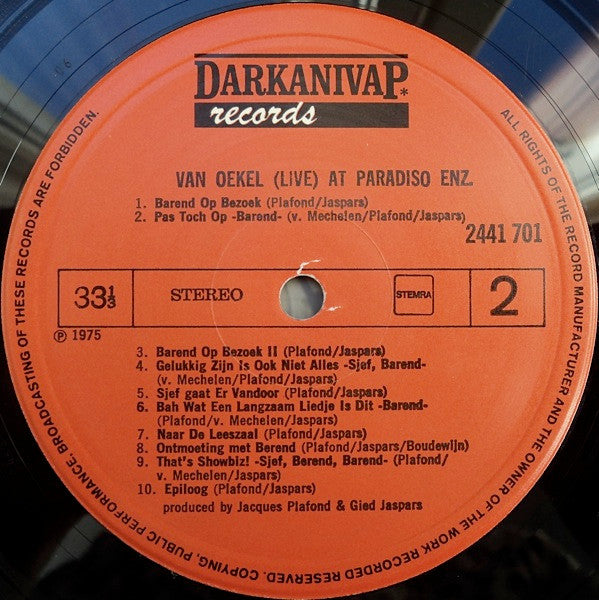 DARKANIVAP*
records
VAN OEKEL (LIVE) AT PARADISO ENZ.
1. Barend Op Bezoek (Plafond/Jaspars)
2. Pas Toch Op -Barend- (v. Mechelen/Plafond/Jaspars)
2441 701
33⅓
STEREO
STEMRA
2
℗ 1975
3. Barend Op Bezoek II (Plafond/Jaspars)
4. Gelukkig Zijn Is Ook Niet Alles -Sjef, Barend-
(v. Mechelen/Plafond/Jaspars)
5. Sjef gaat Er Vandoor (Plafond/Jaspars)
6. Bah Wat Een Langzaam Liedje Is Dit -Barend-
(Plafond/v. Mechelen/Jaspars)
7. Naar De Leeszaal (Plafond/Jaspars)
8. Ontmoeting met Berend (Plafond/Jaspars/Boudewijn)
9. That's Showbiz! -Sjef, Berend, Barend- (Plafond/
v. Mechelen/Jaspars)
10. Epiloog (Plafond/Jaspars)
produced by Jacques Plafond & Gied Jaspars
ALL RIGHTS OF THE RECORD MANUFACTURER AND THE OWNER OF THE WORK RECORDED RESERVED. COPYING, PUBLIC PERFORMANCE, BROADCASTING OF THESE RECORDS ARE FORBIDDEN.